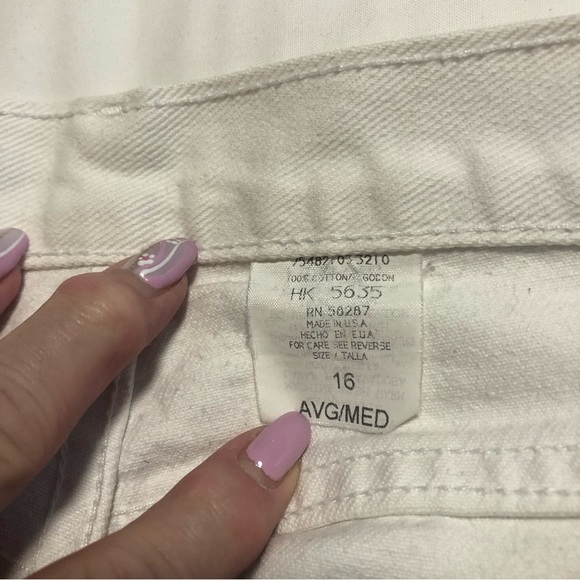 100% COTTON/ALGODON
HK 5635
RN 58287
MADE IN U.S.A.
HECHO EN E.U.A.
FOR CARE SEE REVERSE
SIZE / TALLA
16
AVG/MED